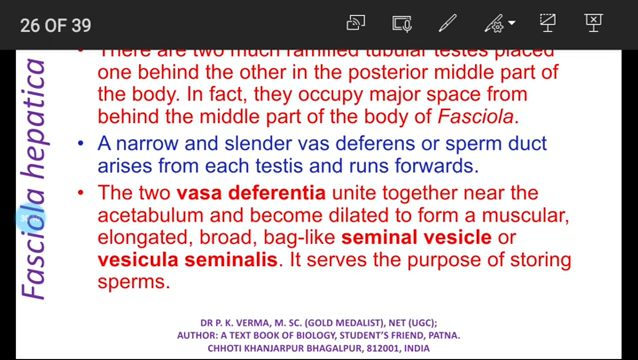 26 OF 39
There are two much ramified tubular testes placed
one behind the other in the posterior middle part of
the body. In fact, they occupy major space from
behind the middle part of the body of Fasciola.
• A narrow and slender vas deferens or sperm duct
arises from each testis and runs forwards.
• The two vasa deferentia unite together near the
acetabulum and become dilated to form a muscular,
elongated, broad, bag-like seminal vesicle or
vesicula seminalis. It serves the purpose of storing
sperms.
Fasciola hepatica
DR P. K. VERMA, M. SC. (GOLD MEDALIST), NET (UGC);
AUTHOR: A TEXT BOOK OF BIOLOGY, STUDENT'S FRIEND, PATNA.
CHHOTI KHANJARPUR BHAGALPUR, 812001, INDIA